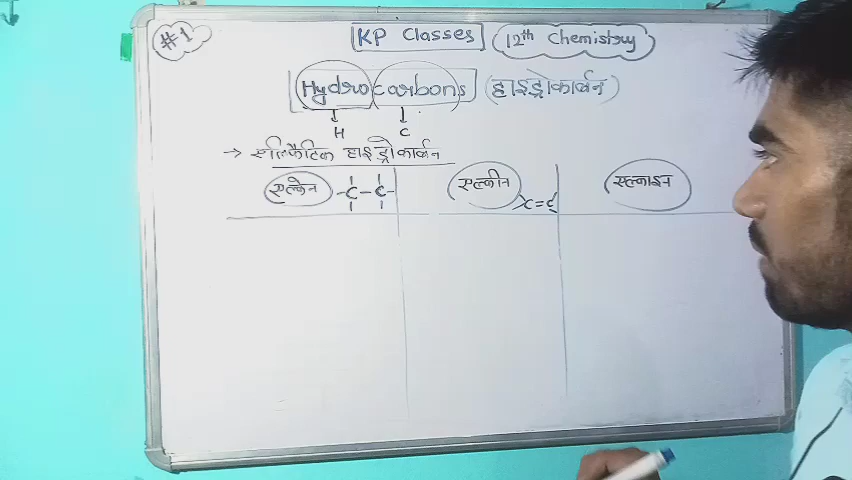 #1 KP Classes 12th Chemistry
Hydrocarbons (हाइड्रोकार्बन)
H C
→ एलिफैटिक हाइड्रोकार्बन
एल्केन -C-C- एल्कीन >C=C< एल्काइन